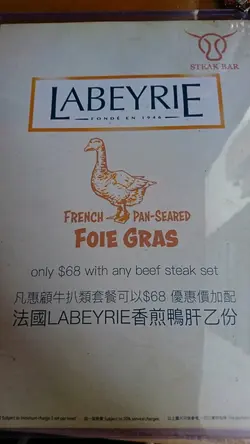 STEAK BAR
LABEYRIE
FONDÉ EN 1946
FRENCH PAN-SEARED
FOIE GRAS
only $68 with any beef steak set
凡惠顧牛扒類套餐可以$68 優惠價加配
法國LABEYRIE香煎鴨肝乙份